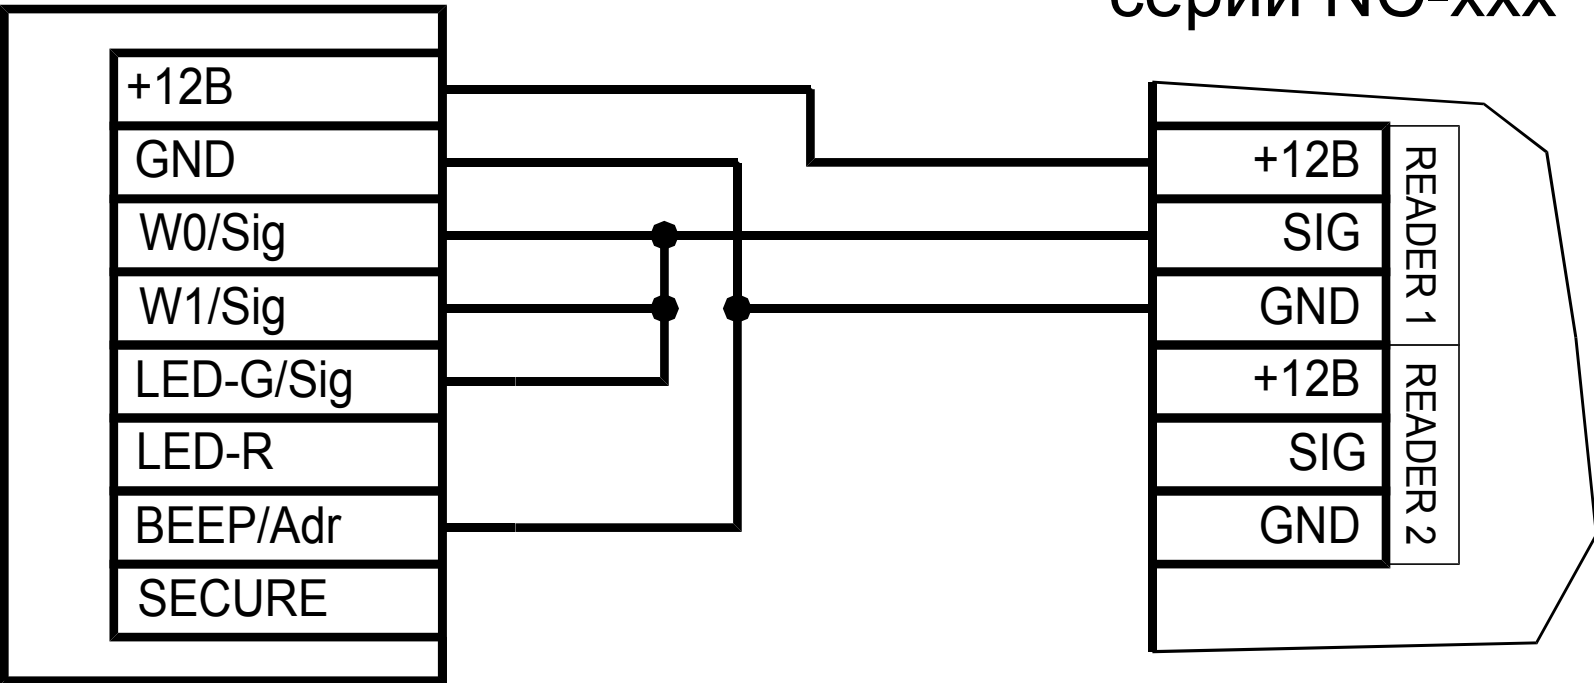 серии NC-xxx
+12В
GND
W0/Sig
W1/Sig
LED-G/Sig
LED-R
BEEP/Adr
SECURE
+12В
SIG
GND
+12В
SIG
GND
READER 1
READER 2